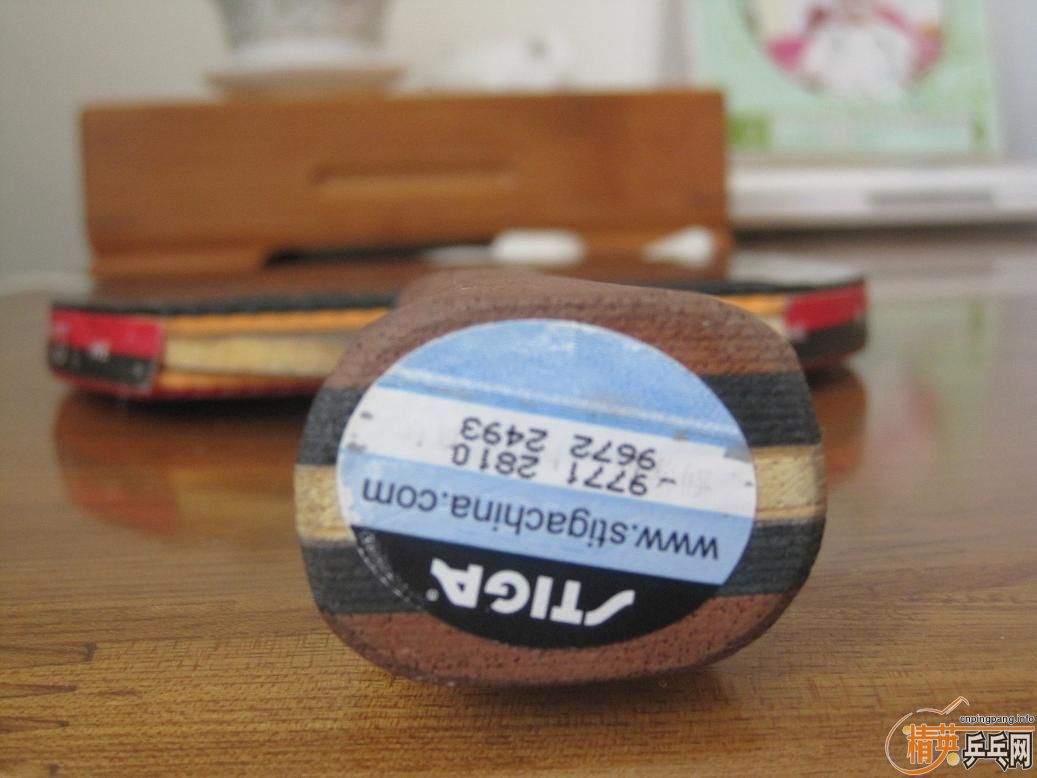 STIGA
www.stigachina.com
-9771 2810
9672 2493
cnpingpang.info
精英乒乓网